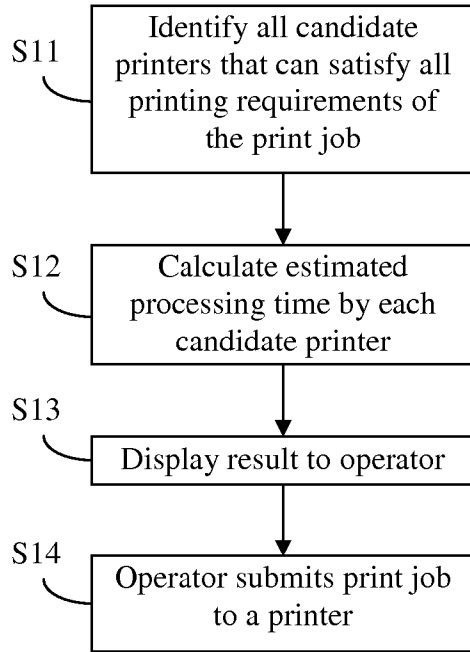 S11
Identify all candidate
printers that can satisfy all
printing requirements of
the print job
S12
Calculate estimated
processing time by each
candidate printer
S13
Display result to operator
S14
Operator submits print job
to a printer